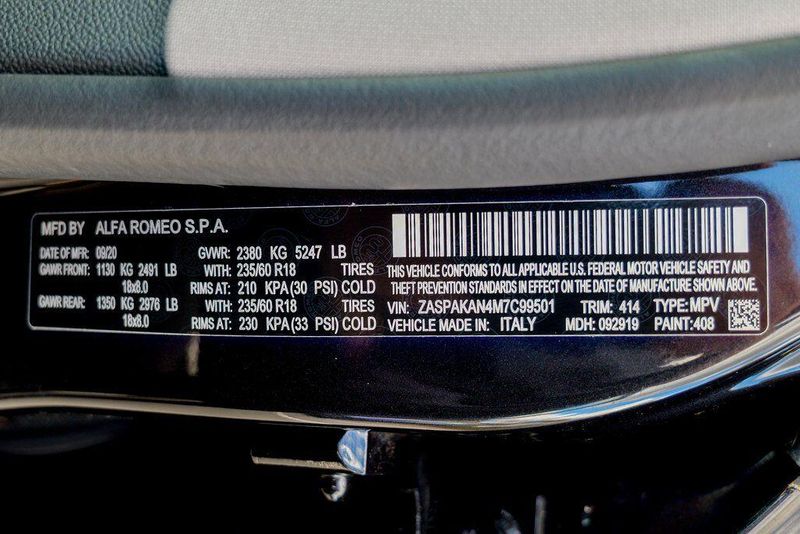 MFD BY ALFA ROMEO S.P.A.
DATE OF MFR: 09/20 GVWR: 2380 KG 5247 LB
GAWR FRONT: 1130 KG 2491 LB WITH: 235/60 R18 TIRES
18x8.0 RIMS AT: 210 KPA (30 PSI) COLD
GAWR REAR: 1350 KG 2976 LB WITH: 235/60 R18 TIRES
18x8.0 RIMS AT: 230 KPA (33 PSI) COLD
THIS VEHICLE CONFORMS TO ALL APPLICABLE U.S. FEDERAL MOTOR VEHICLE SAFETY AND
THEFT PREVENTION STANDARDS IN EFFECT ON THE DATE OF MANUFACTURE SHOWN ABOVE.
VIN: ZASPAKAN4M7C99501 TRIM: 414 TYPE: MPV
VEHICLE MADE IN: ITALY MDH: 092919 PAINT: 408